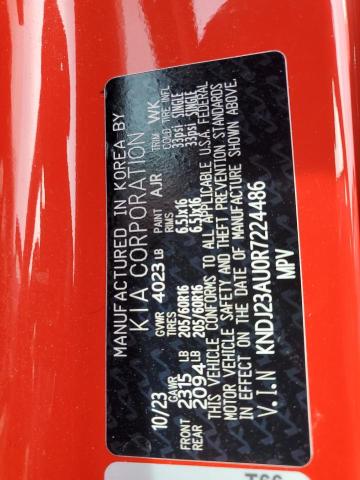 MANUFACTURED IN KOREA BY
KIA CORPORATION
10/23 GVWR 4023 LB PAINT AJR TRIM WK
GAWR TIRES RIMS COLD TIRE INFL
FRONT 2315 LB 205/60R16 6.5Jx16 33psi SINGLE
REAR 2094 LB 205/60R16 6.5Jx16 33psi SINGLE
THIS VEHICLE CONFORMS TO ALL APPLICABLE U.S.A. FEDERAL
MOTOR VEHICLE SAFETY AND THEFT PREVENTION STANDARDS
IN EFFECT ON THE DATE OF MANUFACTURE SHOWN ABOVE.
V.I.N KNDJ23AU0R7224486
MPV